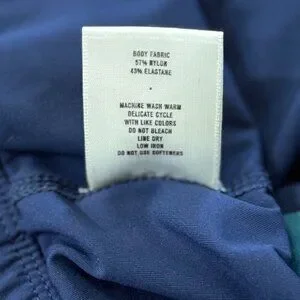 BODY FABRIC
57% NYLON
43% ELASTANE
MACHINE WASH WARM
DELICATE CYCLE
WITH LIKE COLORS
DO NOT BLEACH
LINE DRY
LOW IRON
DO NOT USE SOFTENERS